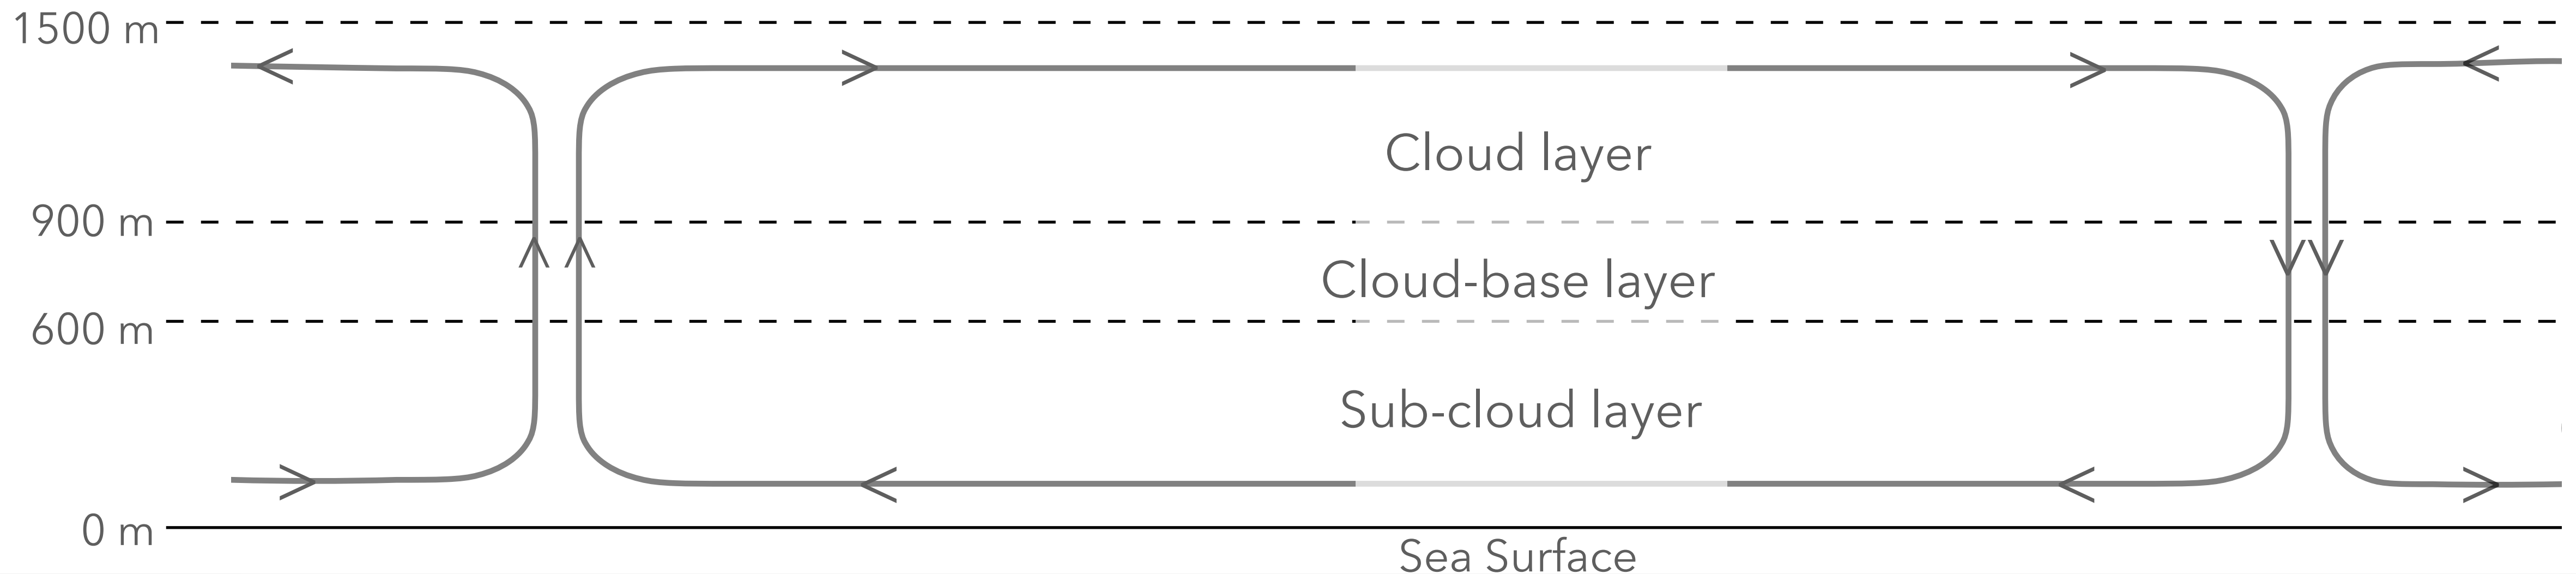 1500 m
Cloud layer
900 m
Cloud-base layer
600 m
Sub-cloud layer
0 m
Sea Surface